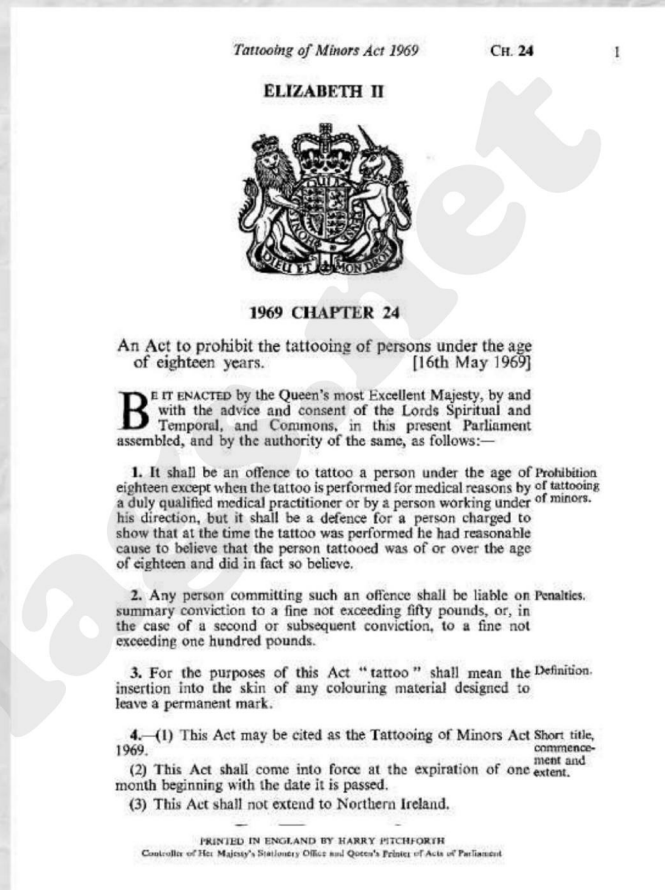 Tattooing of Minors Act 1969 CH. 24 1
ELIZABETH II
DIEU ET MON DROIT
1969 CHAPTER 24
An Act to prohibit the tattooing of persons under the age
of eighteen years. [16th May 1969]
BE IT ENACTED by the Queen's most Excellent Majesty, by and
with the advice and consent of the Lords Spiritual and
Temporal, and Commons, in this present Parliament
assembled, and by the authority of the same, as follows:—
1. It shall be an offence to tattoo a person under the age of Prohibition
eighteen except when the tattoo is performed for medical reasons by of tattooing
a duly qualified medical practitioner or by a person working under of minors.
his direction, but it shall be a defence for a person charged to
show that at the time the tattoo was performed he had reasonable
cause to believe that the person tattooed was of or over the age
of eighteen and did in fact so believe.
2. Any person committing such an offence shall be liable on Penalties.
summary conviction to a fine not exceeding fifty pounds, or, in
the case of a second or subsequent conviction, to a fine not
exceeding one hundred pounds.
3. For the purposes of this Act "tattoo" shall mean the Definition.
insertion into the skin of any colouring material designed to
leave a permanent mark.
4.—(1) This Act may be cited as the Tattooing of Minors Act Short title,
1969. commence-
ment and
(2) This Act shall come into force at the expiration of one extent.
month beginning with the date it is passed.
(3) This Act shall not extend to Northern Ireland.
PRINTED IN ENGLAND BY HARRY PITCHFORTH
Controller of Her Majesty's Stationery Office and Queen's Printer of Acts of Parliament